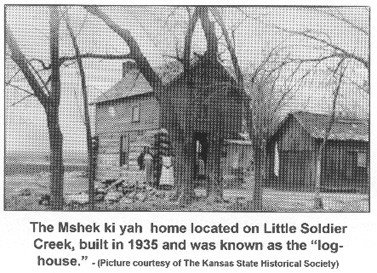 The Mshek ki yah home located on Little Soldier
Creek, built in 1935 and was known as the “log-
house.” - (Picture courtesy of The Kansas State Historical Society)